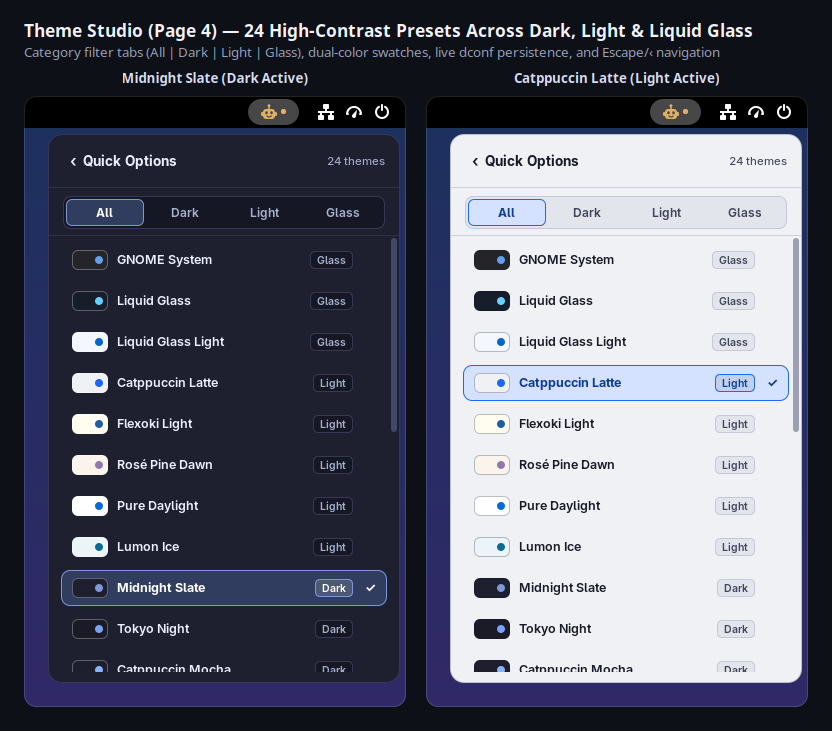 Theme Studio (Page 4) — 24 High-Contrast Presets Across Dark, Light & Liquid Glass
Category filter tabs (All | Dark | Light | Glass), dual-color swatches, live dconf persistence, and Escape/‹ navigation
Midnight Slate (Dark Active)
‹ Quick Options 24 themes
All Dark Light Glass
GNOME System Glass
Liquid Glass Glass
Liquid Glass Light Glass
Catppuccin Latte Light
Flexoki Light Light
Rosé Pine Dawn Light
Pure Daylight Light
Lumon Ice Light
Midnight Slate Dark ✓
Tokyo Night Dark
Catppuccin Mocha Dark
Catppuccin Latte (Light Active)
‹ Quick Options 24 themes
All Dark Light Glass
GNOME System Glass
Liquid Glass Glass
Liquid Glass Light Glass
Catppuccin Latte Light ✓
Flexoki Light Light
Rosé Pine Dawn Light
Pure Daylight Light
Lumon Ice Light
Midnight Slate Dark
Tokyo Night Dark
Catppuccin Mocha Dark